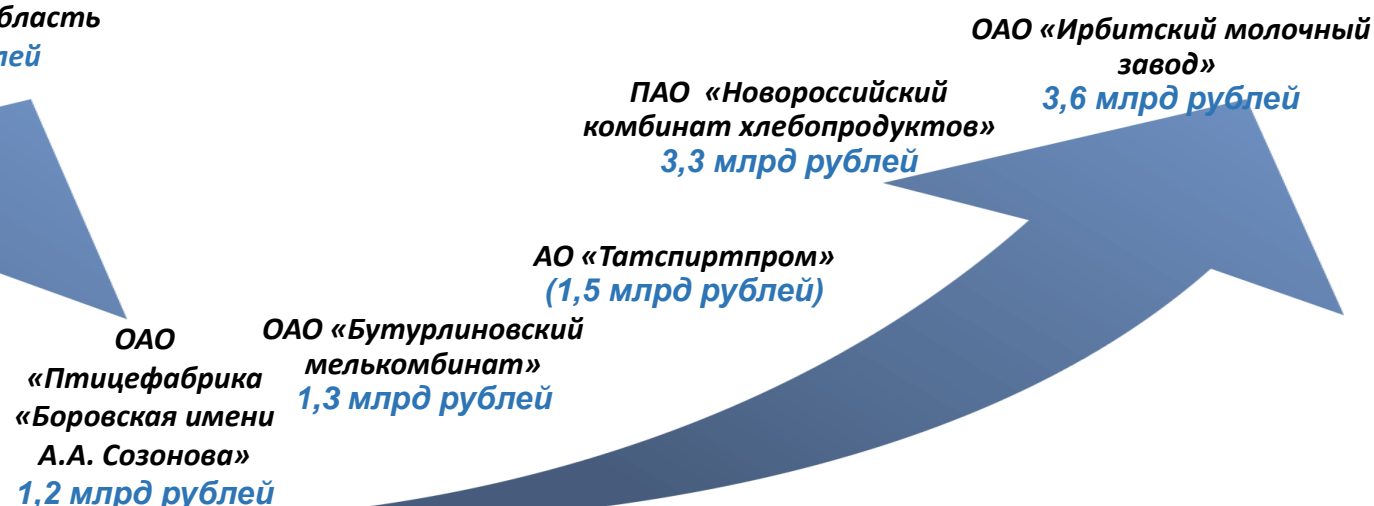 бласть
лей
ОАО «Ирбитский молочный
завод»
3,6 млрд рублей
ПАО «Новороссийский
комбинат хлебопродуктов»
3,3 млрд рублей
АО «Татспиртпром»
(1,5 млрд рублей)
ОАО «Бутурлиновский
мелькомбинат»
1,3 млрд рублей
ОАО
«Птицефабрика
«Боровская имени
А.А. Созонова»
1,2 млрд рублей